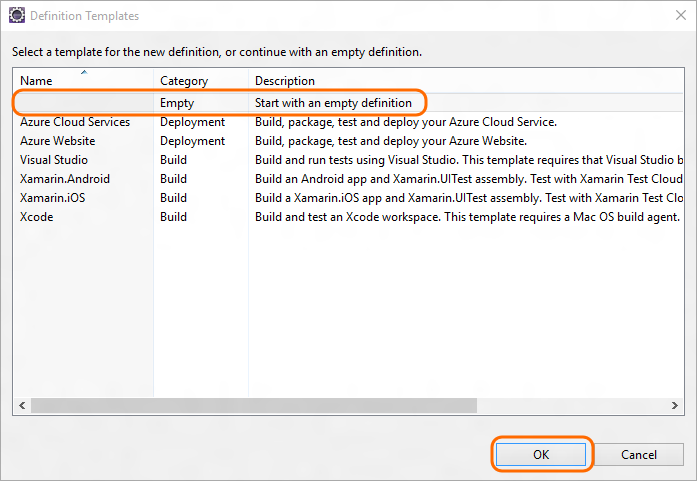 Definition Templates
Select a template for the new definition, or continue with an empty definition.
Name Category Description
Empty Start with an empty definition
Azure Cloud Services Deployment Build, package, test and deploy your Azure Cloud Service.
Azure Website Deployment Build, package, test and deploy your Azure Website.
Visual Studio Build Build and run tests using Visual Studio. This template requires that Visual Studio b
Xamarin.Android Build Build an Android app and Xamarin.UITest assembly. Test with Xamarin Test Cloud
Xamarin.iOS Build Build a Xamarin.iOS app and Xamarin.UITest assembly. Test with Xamarin Test Clo
Xcode Build Build and test an Xcode workspace. This template requires a Mac OS build agent.
OK Cancel